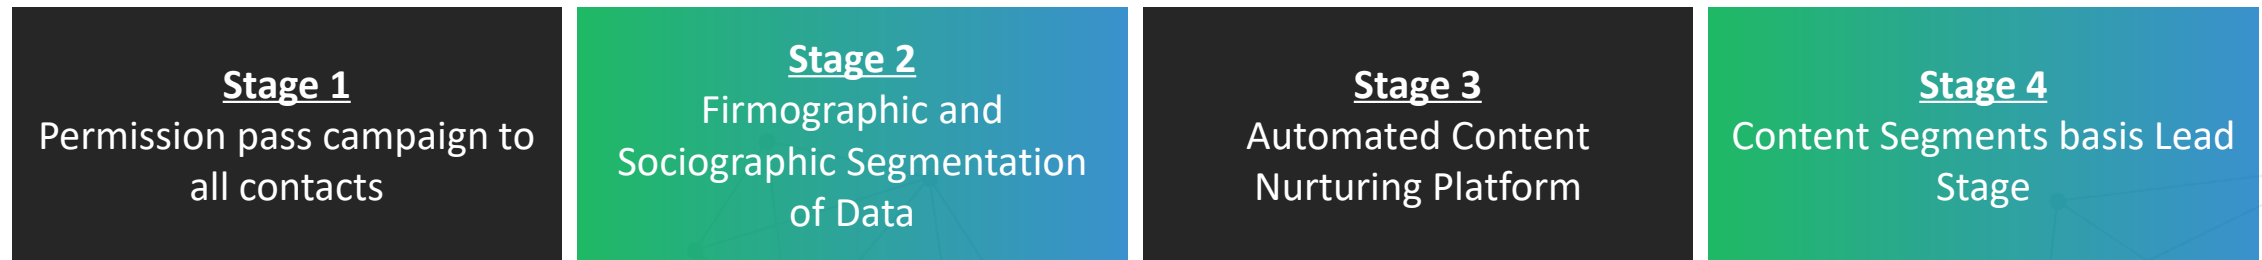 Stage 1
Permission pass campaign to
all contacts
Stage 2
Firmographic and
Sociographic Segmentation
of Data
Stage 3
Automated Content
Nurturing Platform
Stage 4
Content Segments basis Lead
Stage